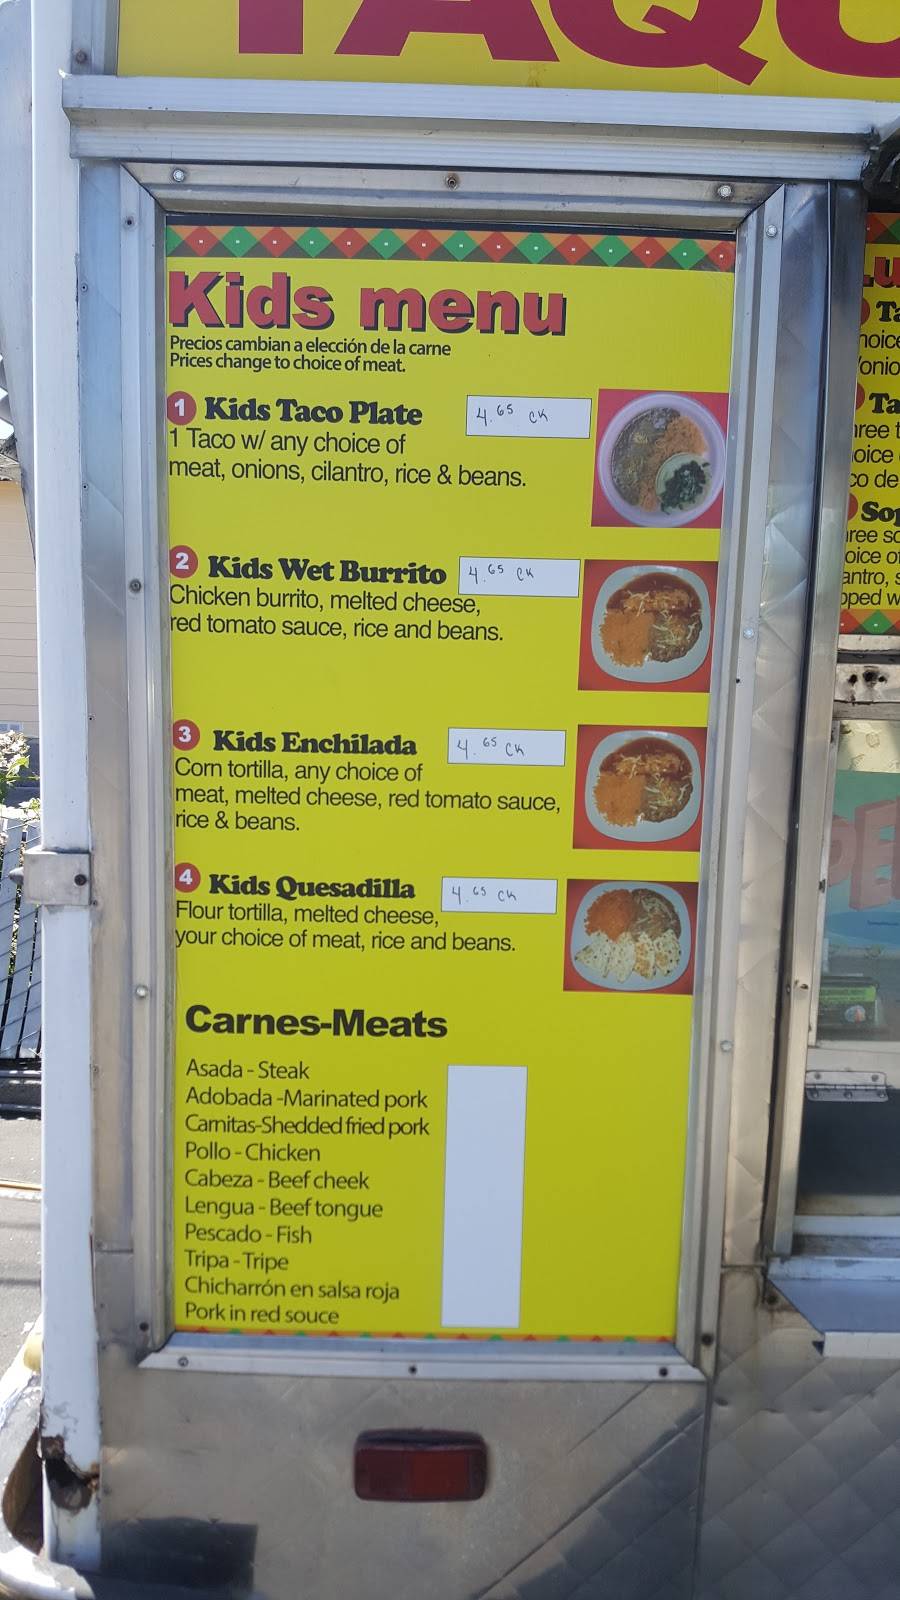 TAQU
Kids menu
Precios cambian a elección de la carne
Prices change to choice of meat.
1 Kids Taco Plate 4.65 CK
1 Taco w/ any choice of
meat, onions, cilantro, rice & beans.
2 Kids Wet Burrito 4.65 CK
Chicken burrito, melted cheese,
red tomato sauce, rice and beans.
3 Kids Enchilada 4.65 CK
Corn tortilla, any choice of
meat, melted cheese, red tomato sauce,
rice & beans.
4 Kids Quesadilla 4.65 CK
Flour tortilla, melted cheese,
your choice of meat, rice and beans.
Carnes-Meats
Asada - Steak
Adobada -Marinated pork
Carnitas-Shedded fried pork
Pollo - Chicken
Cabeza - Beef cheek
Lengua - Beef tongue
Pescado - Fish
Tripa - Tripe
Chicharrón en salsa roja
Pork in red souce